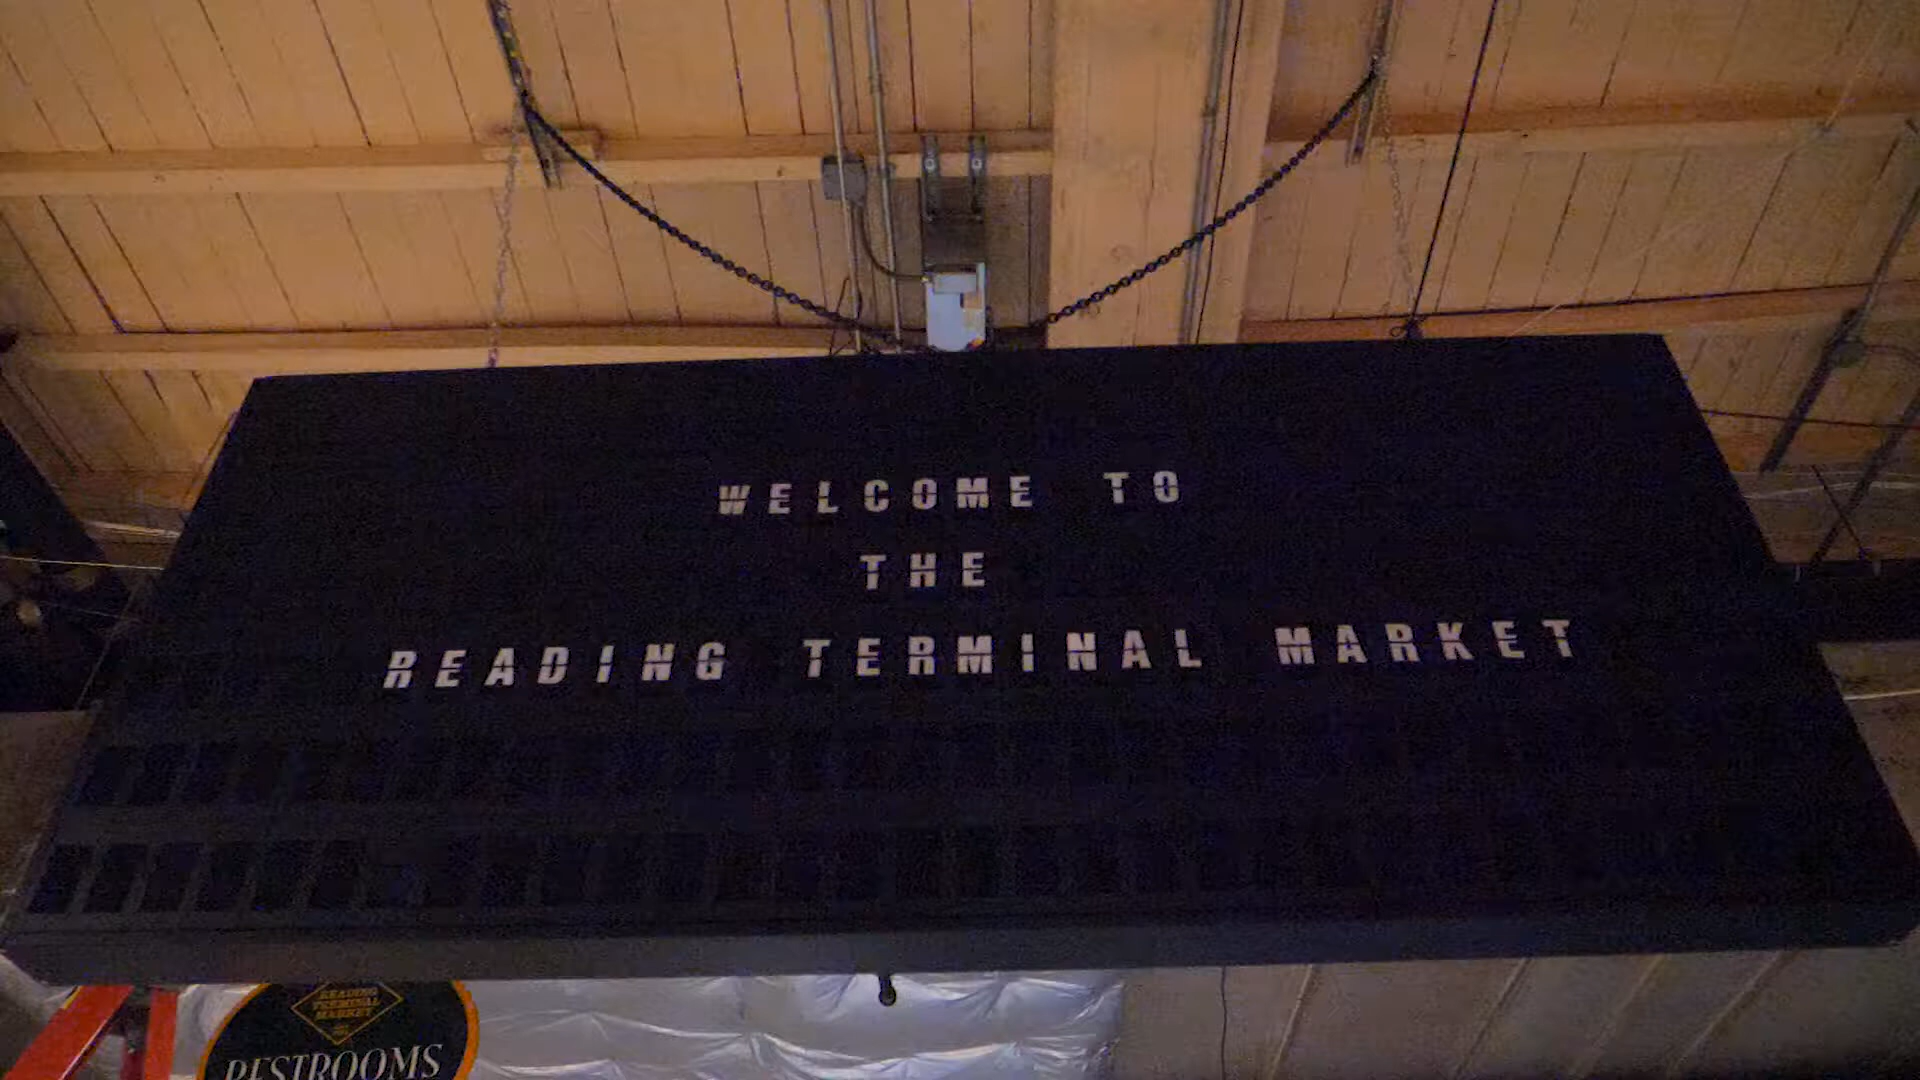 WELCOME TO
THE
READING TERMINAL MARKET
READING
TERMINAL
MARKET
RESTROOMS